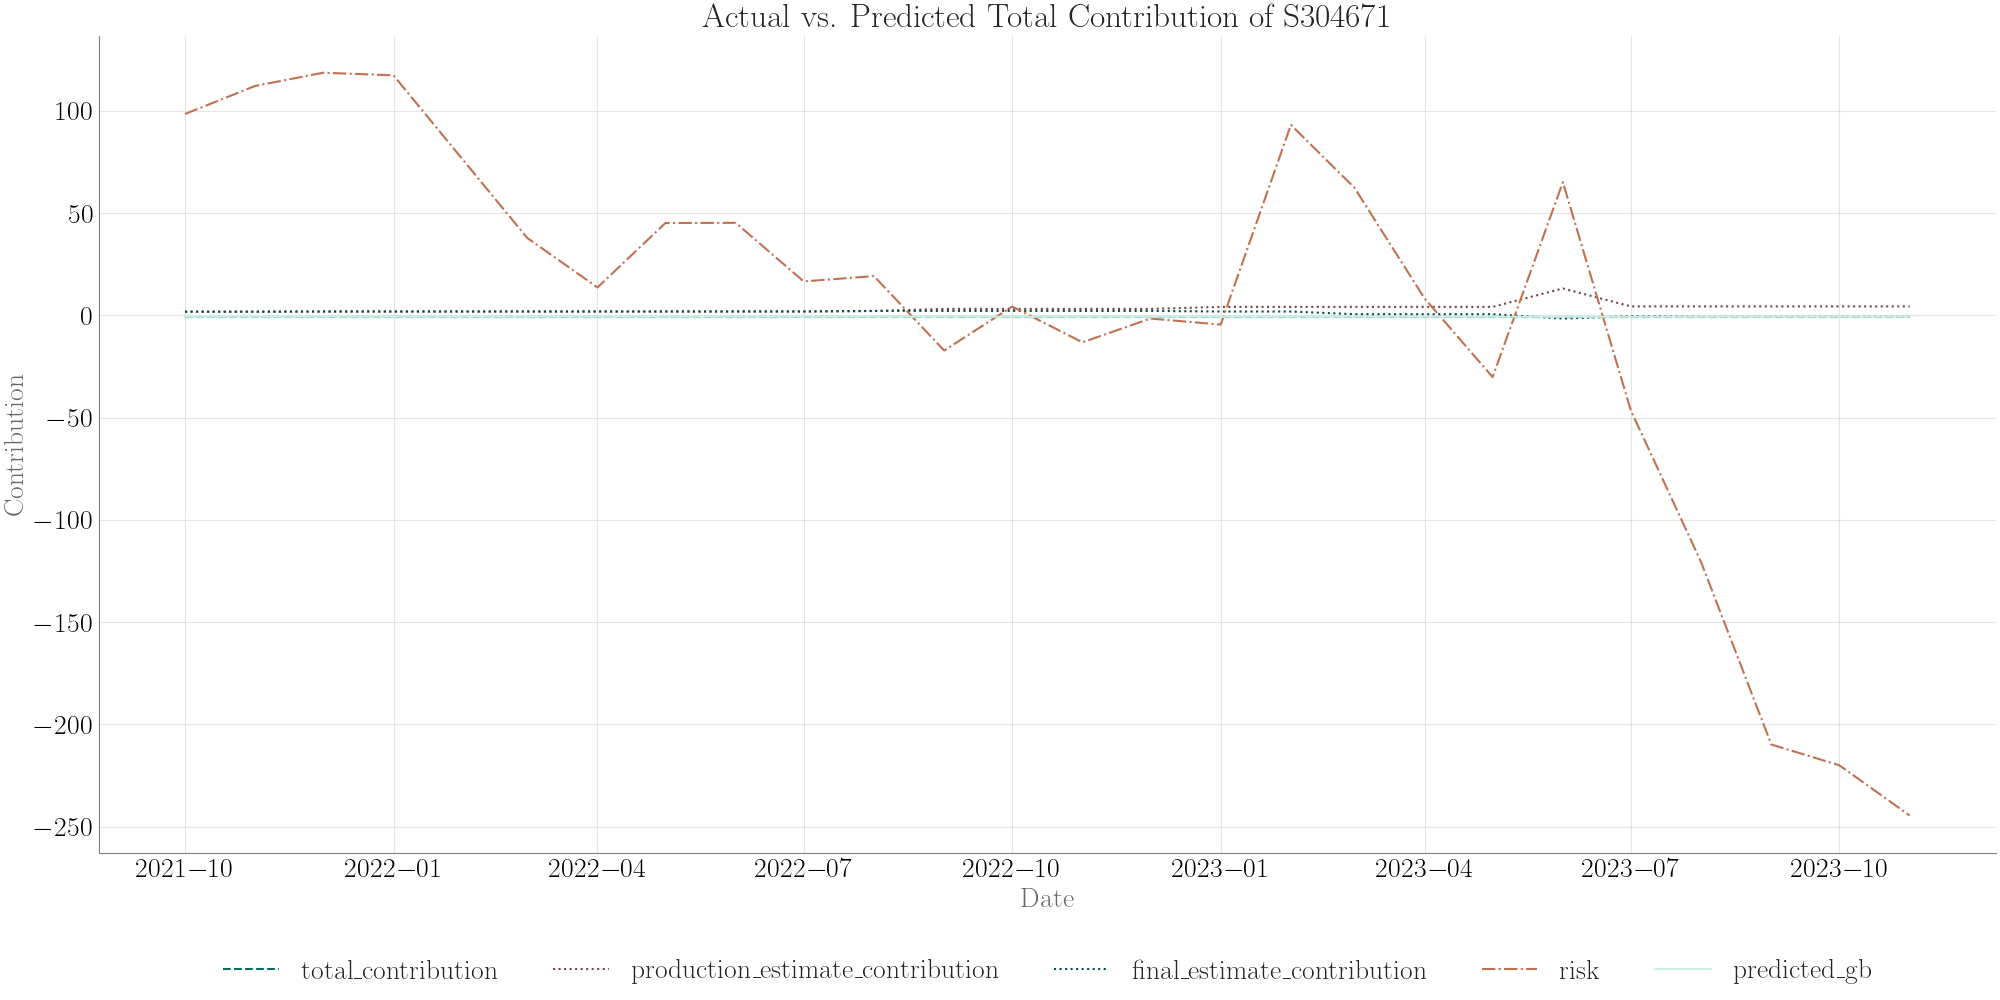 Actual vs. Predicted Total Contribution of S304671
Contribution
100
50
0
−50
−100
−150
−200
−250
2021−10 2022−01 2022−04 2022−07 2022−10 2023−01 2023−04 2023−07 2023−10
Date
total_contribution production_estimate_contribution final_estimate_contribution risk predicted_gb